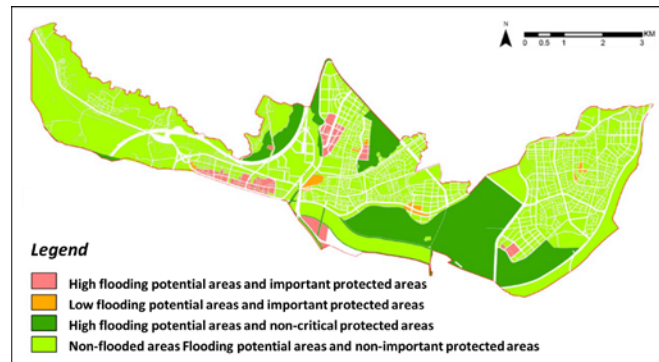 N
KM
0 0.5 1 2 3
Legend
High flooding potential areas and important protected areas
Low flooding potential areas and important protected areas
High flooding potential areas and non-critical protected areas
Non-flooded areas Flooding potential areas and non-important protected areas